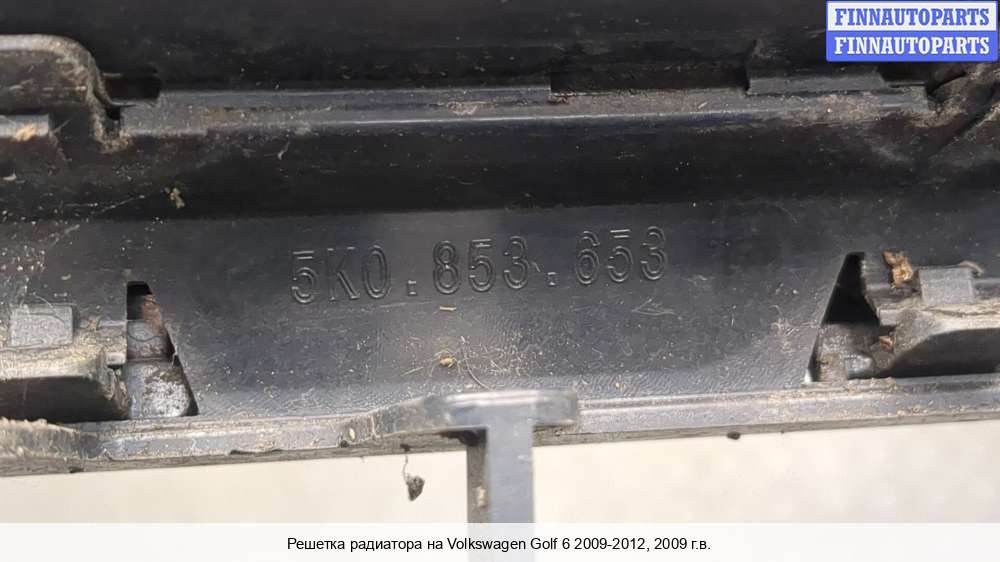 FINNAUTOPARTS
FINNAUTOPARTS
5K0.853.653
Решетка радиатора на Volkswagen Golf 6 2009-2012, 2009 г.в.